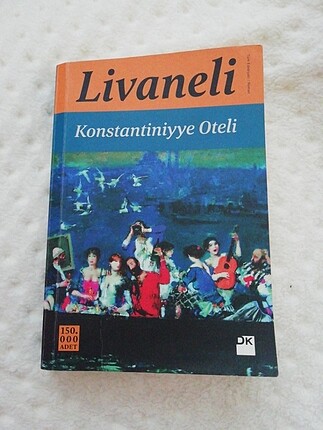 Livaneli
Konstantiniyye Oteli
150.
000
ADET
DK